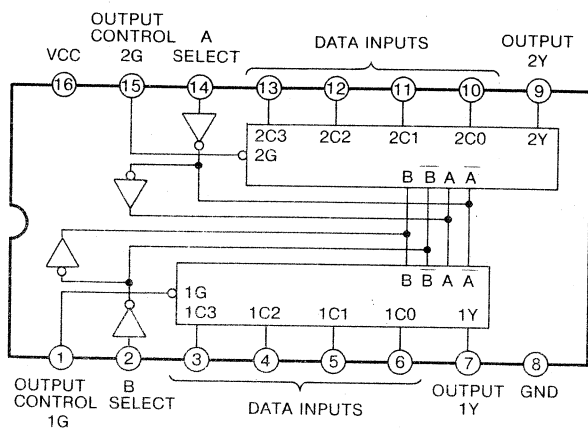 OUTPUT
CONTROL
2G
A
SELECT
DATA INPUTS
OUTPUT
2Y
VCC
16 15 14 13 12 11 10 9
2C3 2C2 2C1 2C0 2Y
2G
B B̅ A A̅
B B̅ A A̅
1G
1C3 1C2 1C1 1C0 1Y
1 2 3 4 5 6 7 8
OUTPUT
CONTROL
1G
B
SELECT
DATA INPUTS
OUTPUT
1Y
GND